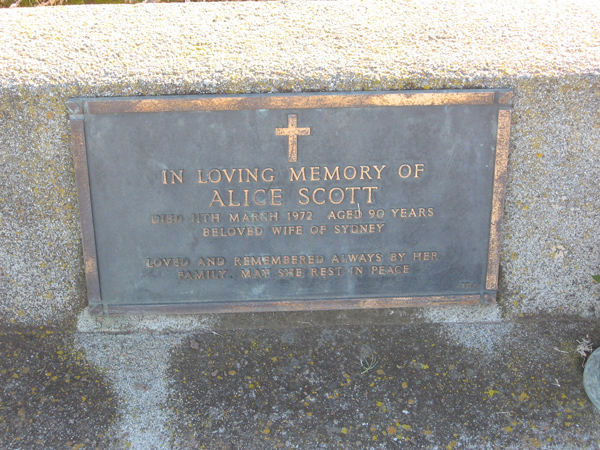 IN LOVING MEMORY OF
ALICE SCOTT
DIED 11TH MARCH 1972 AGED 90 YEARS
BELOVED WIFE OF SYDNEY
LOVED AND REMEMBERED ALWAYS BY HER
FAMILY. MAY SHE REST IN PEACE